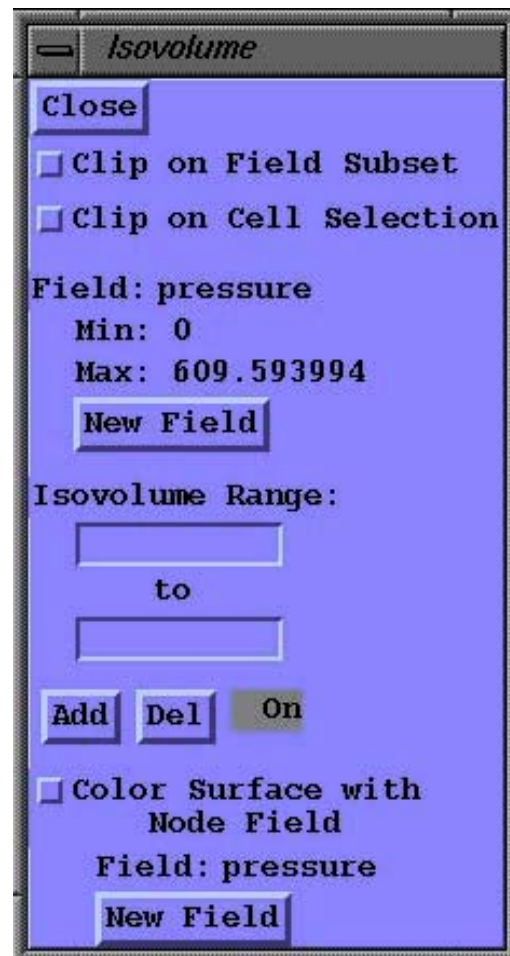 Isovolume
Close
Clip on Field Subset
Clip on Cell Selection
Field: pressure
Min: 0
Max: 609.593994
New Field
Isovolume Range:
to
Add Del On
Color Surface with
Node Field
Field: pressure
New Field